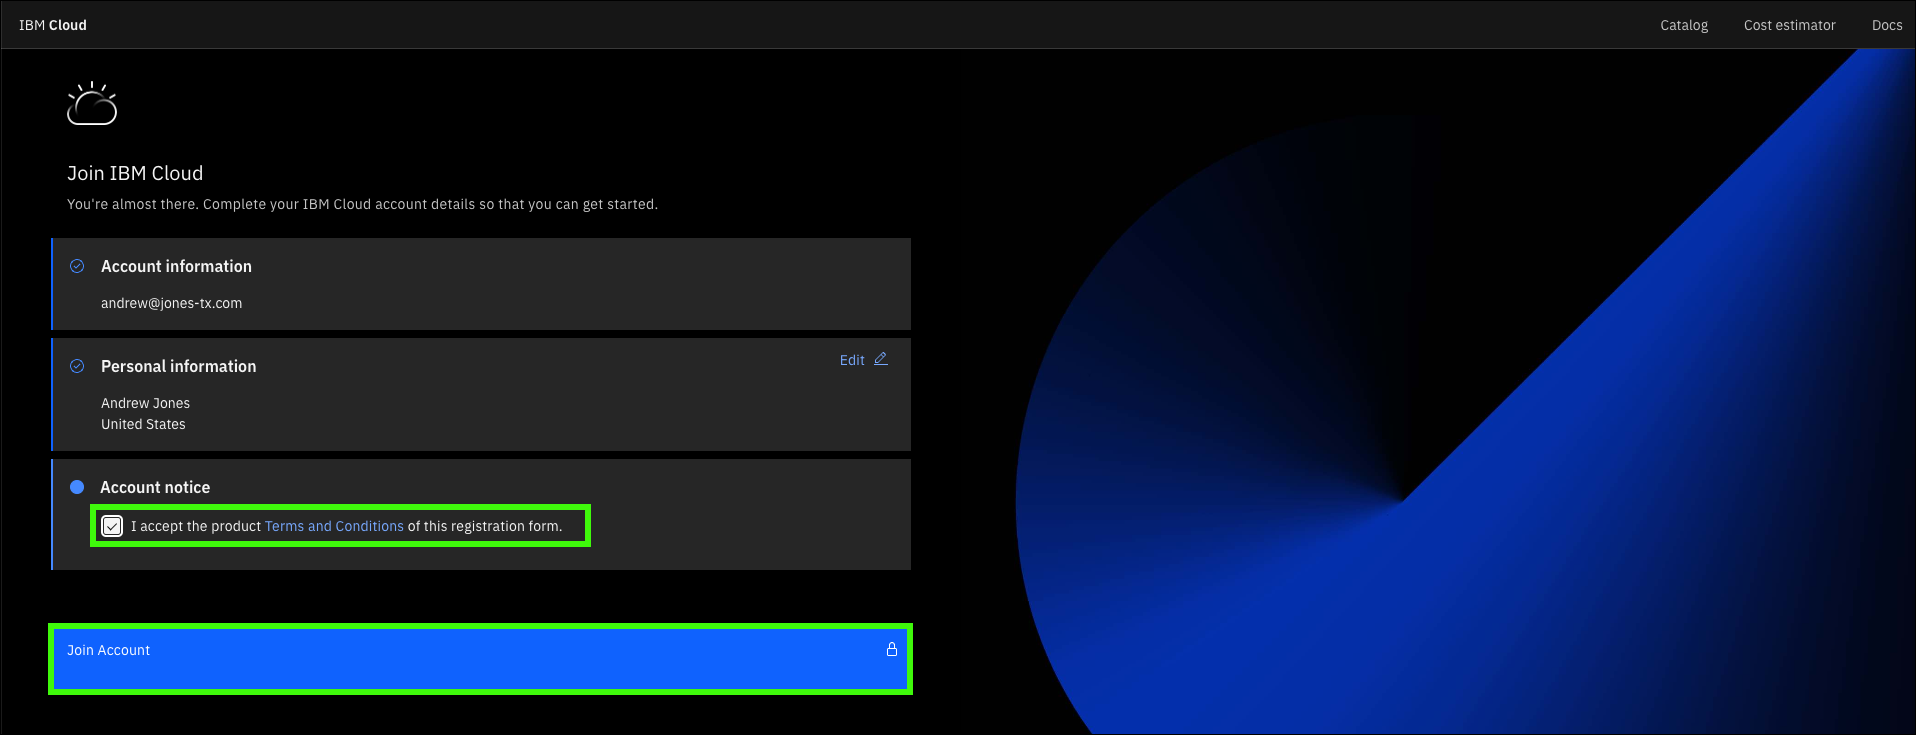 IBM Cloud
Catalog
Cost estimator
Docs
Join IBM Cloud
You're almost there. Complete your IBM Cloud account details so that you can get started.
Account information
andrew@jones-tx.com
Personal information
Edit
Andrew Jones
United States
Account notice
I accept the product Terms and Conditions of this registration form.
Join Account